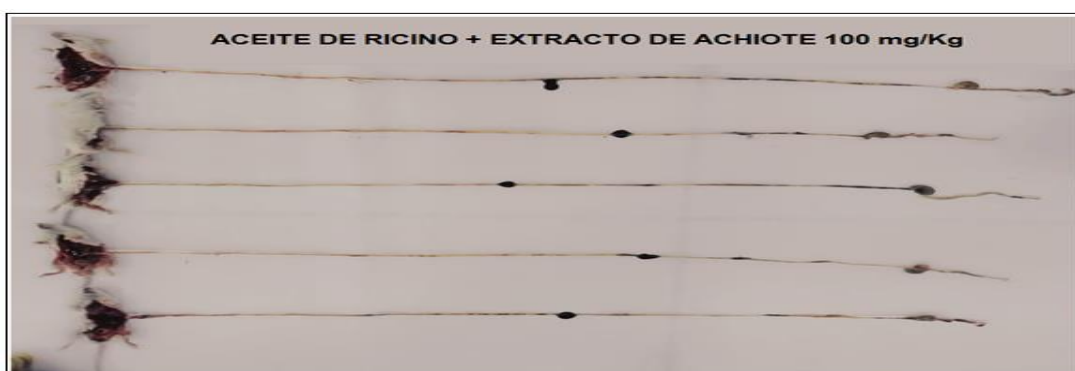 ACEITE DE RICINO + EXTRACTO DE ACHIOTE 100 mg/Kg